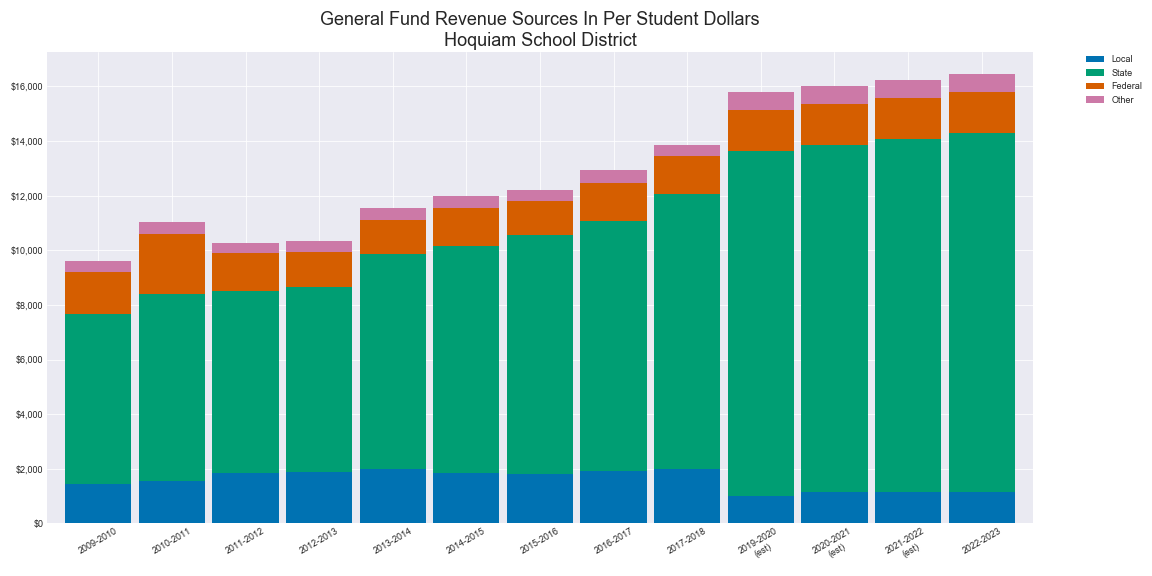 General Fund Revenue Sources In Per Student Dollars
Hoquiam School District
Local
State
Federal
Other
$16,000
$14,000
$12,000
$10,000
$8,000
$6,000
$4,000
$2,000
$0
2009-2010
2010-2011
2011-2012
2012-2013
2013-2014
2014-2015
2015-2016
2016-2017
2017-2018
2019-2020
(est)
2020-2021
(est)
2021-2022
(est)
2022-2023